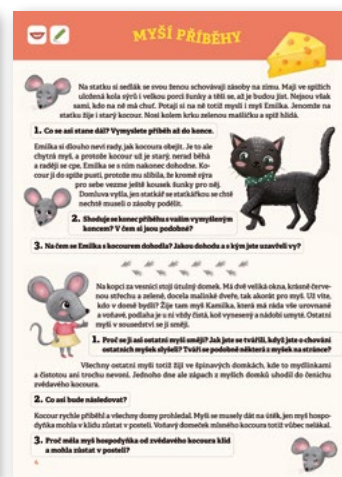 MYŠÍ PŘÍBĚHY
Na statku si sedlák se svou ženou schovávají zásoby na zimu. Mají ve spížích
uložená kola sýrů i velkou porci šunky a těší se, až je budou jíst. Nejsou však
sami, kdo na ně má chuť. Potají si na ně totiž myslí i myš Emilka. Jenomže na
statku žije i starý kocour. Nosí kolem krku zelenou mašličku a spíž hlídá.
1. Co se asi stane dál? Vymyslete příběh až do konce.
Emilka si dlouho neví rady, jak kocoura obejít. Je to ale
chytrá myš, a protože kocour už je starý, nerad běhá
a raději se cpe, Emilka se s ním nakonec dohodne. Ko-
cour ji do spíže pustí, protože mu slíbila, že kromě sýra
pro sebe vezme ještě kousek šunky pro něj.
Domluva vyšla, jen statkář se statkářkou se chtě
nechtě museli o zásoby podělit.
2. Shoduje se konec příběhu s vaším vymyšleným
koncem? V čem si jsou podobné?
3. Na čem se Emilka s kocourem dohodla? Jakou dohodu a s kým jste uzavřeli vy?
Na kopci za vesnicí stojí útulný domek. Má dvě veliká okna, krásně červe-
nou střechu a zelené, docela malinké dveře, tak akorát pro myš. Už víte,
kdo v domě bydlí? Žije tam myš Kamilka, která má ráda vše urovnané
a voňavé, podlaha je u ní vždy čistá, koš vynesený a nádobí umyté. Ostatní
myši v sousedství se jí smějí.
1. Proč se jí asi ostatní myši smějí? Jak jste se tvářili, když jste o chování
ostatních myšek slyšeli? Tváří se podobně některá z myšek na stránce?
Všechny ostatní myši totiž žijí ve špinavých domkách, kde to mydlinkami
a čistotou ani trochu nevoní. Jednoho dne ale zápach z myších domků uhodil do čenichu
zvědavého kocoura.
2. Co asi bude následovat?
Kocour rychle přiběhl a všechny domy prohledal. Myši se musely dát na útěk, jen myš hospo-
dyňka mohla v klidu zůstat v posteli. Voňavý domeček mlsného kocoura totiž vůbec nelákal.
3. Proč měla myš hospodyňka od zvědavého kocoura klid
a mohla zůstat v posteli?